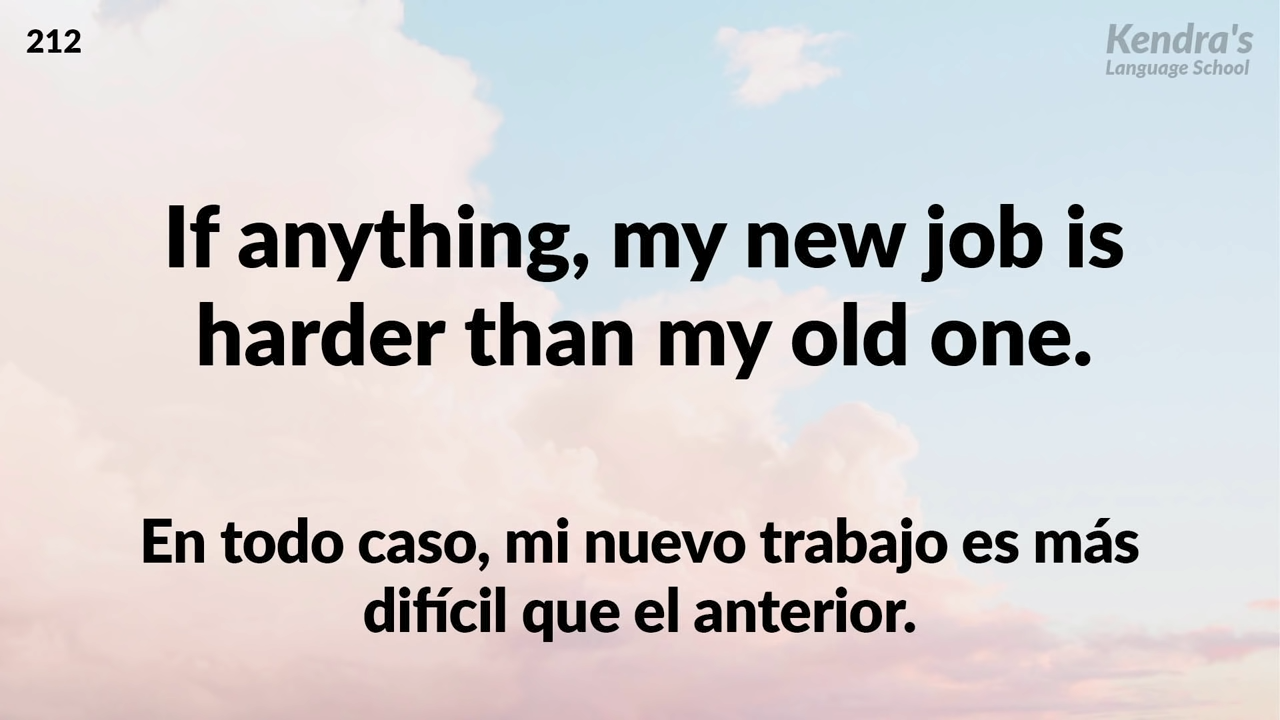 212
Kendra's
Language School
If anything, my new job is
harder than my old one.
En todo caso, mi nuevo trabajo es más
difícil que el anterior.